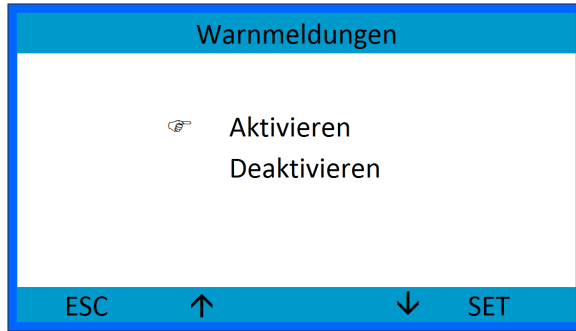 Warnmeldungen
☞ Aktivieren
Deaktivieren
ESC ↑ ↓ SET